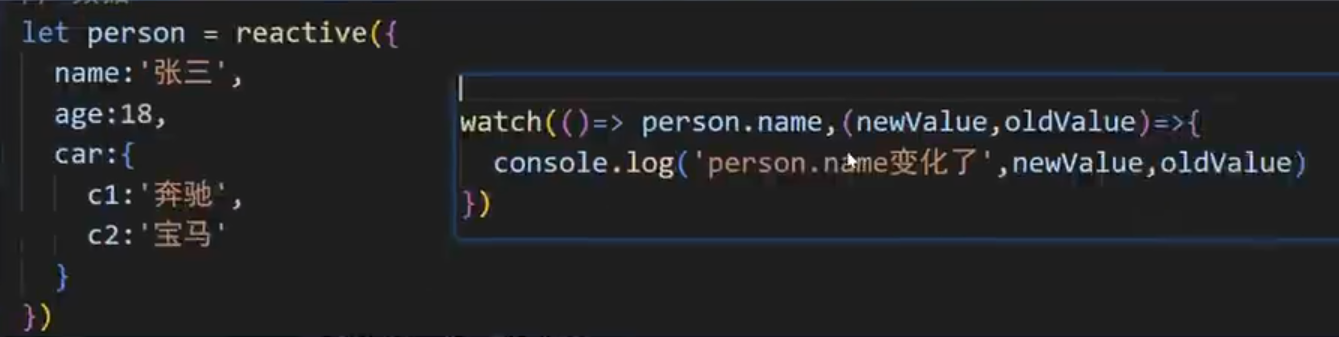 let person = reactive({
name:'张三',
age:18,
car:{
c1:'奔驰',
c2:'宝马'
}
})
watch(()=> person.name,(newValue,oldValue)=>{
console.log('person.name变化了',newValue,oldValue)
})